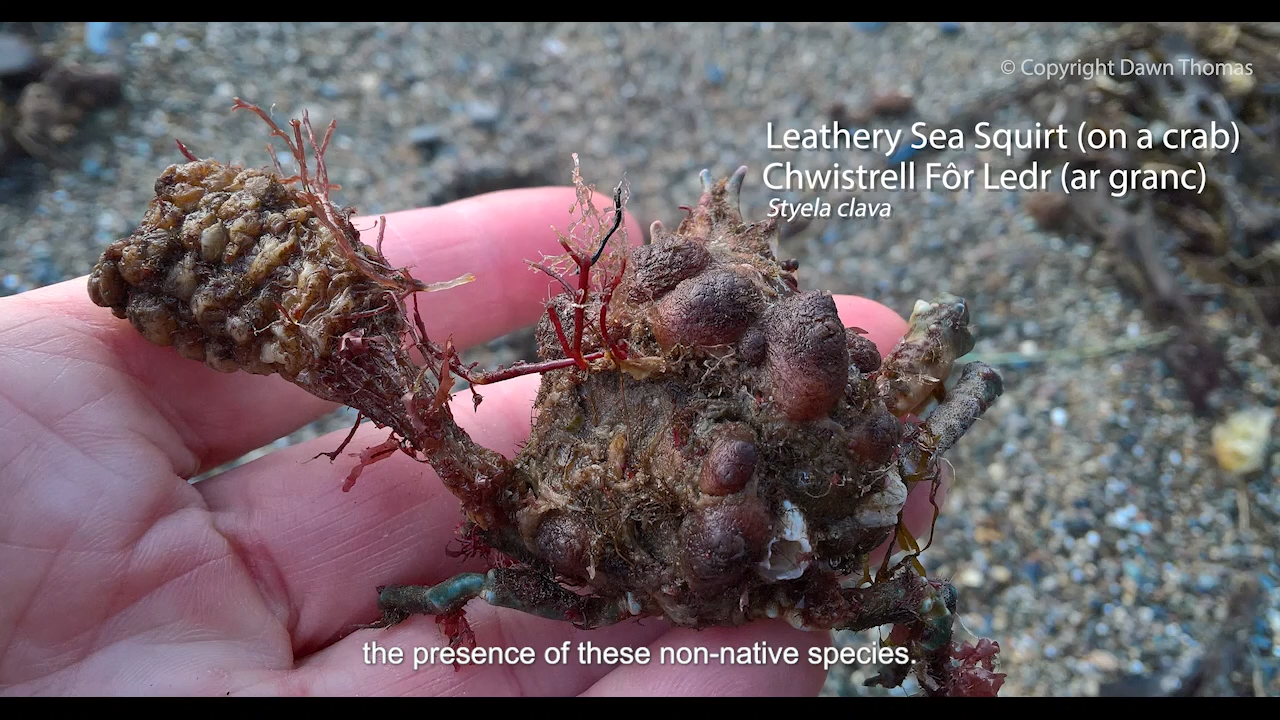 © Copyright Dawn Thomas
Leathery Sea Squirt (on a crab)
Chwistrell Fôr Ledr (ar granc)
Styela clava
the presence of these non-native species.